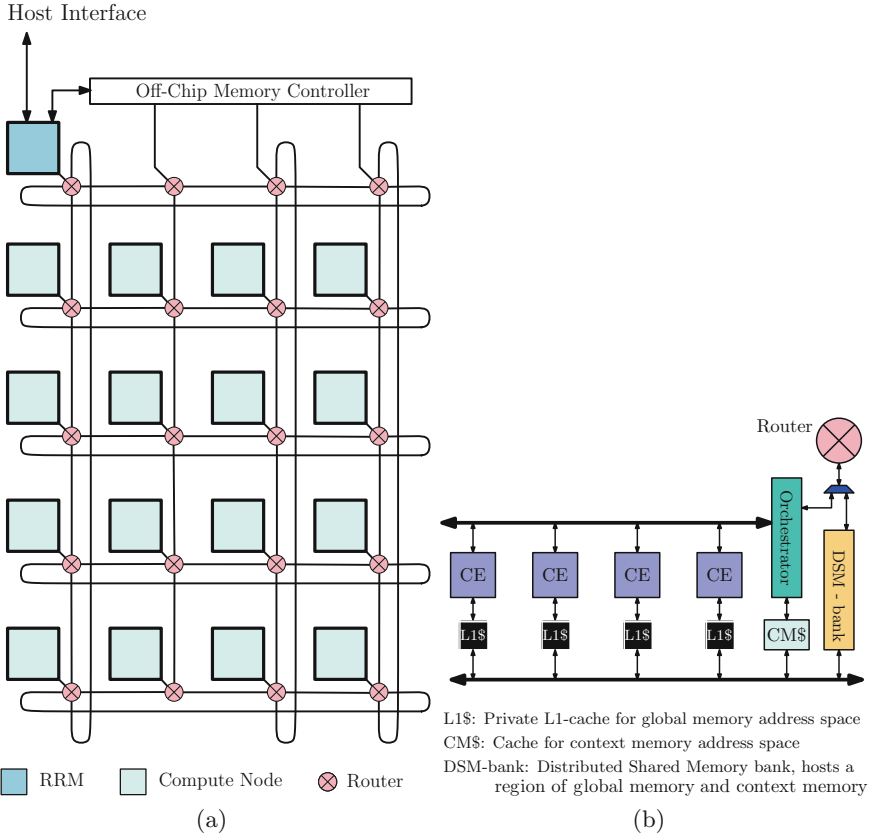 Host Interface
Off-Chip Memory Controller
RRM
Compute Node
Router
(a)
Router
Orchestrator
DSM - bank
CE
CE
CE
CE
L1$
L1$
L1$
L1$
CM$
L1$: Private L1-cache for global memory address space
CM$: Cache for context memory address space
DSM-bank: Distributed Shared Memory bank, hosts a
region of global memory and context memory
(b)